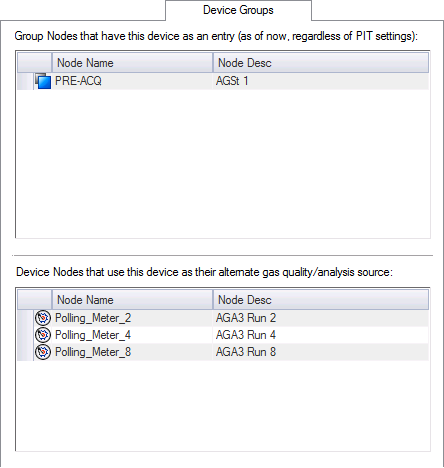 Device Groups
Group Nodes that have this device as an entry (as of now, regardless of PIT settings):
Node Name Node Desc
PRE-ACQ AGSt 1
Device Nodes that use this device as their alternate gas quality/analysis source:
Node Name Node Desc
Polling_Meter_2 AGA3 Run 2
Polling_Meter_4 AGA3 Run 4
Polling_Meter_8 AGA3 Run 8